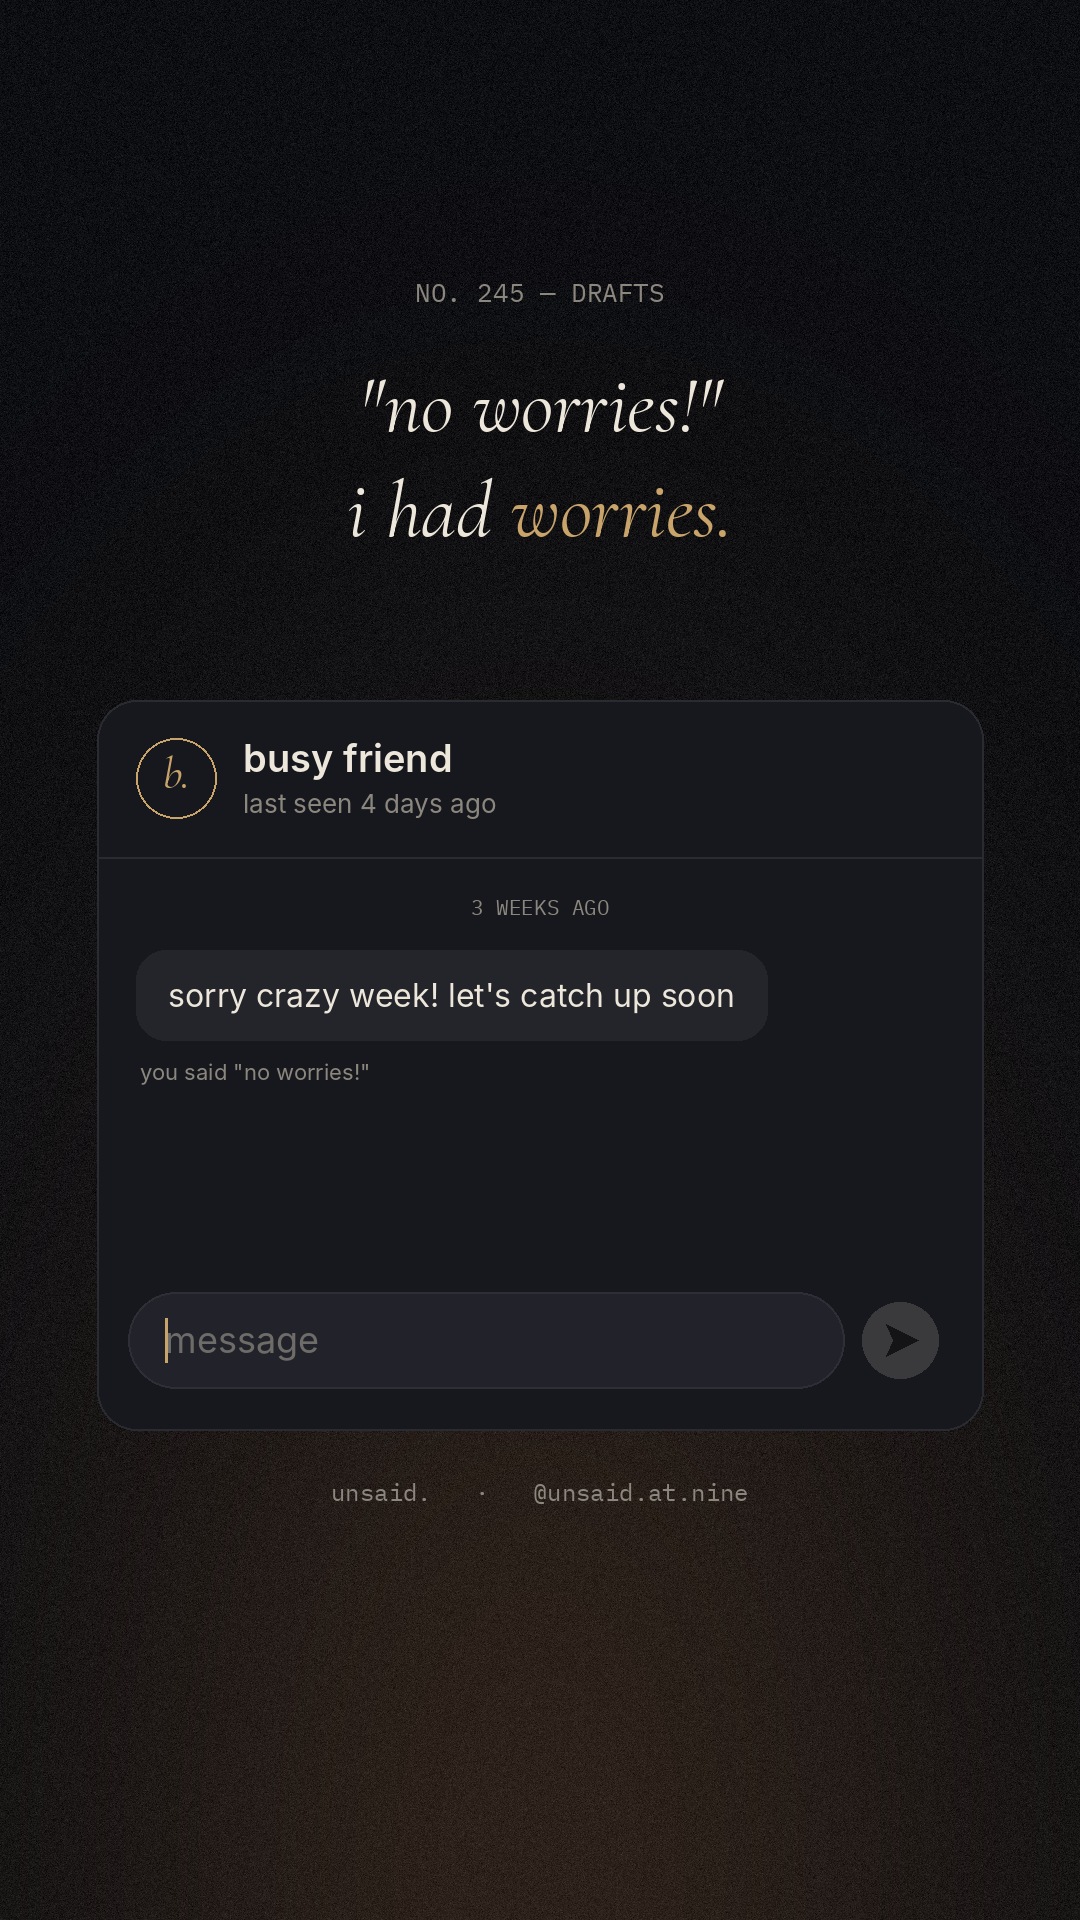 NO. 245 — DRAFTS
"no worries!"
i had worries.
b.
busy friend
last seen 4 days ago
3 WEEKS AGO
sorry crazy week! let's catch up soon
you said "no worries!"
message
unsaid. · @unsaid.at.nine